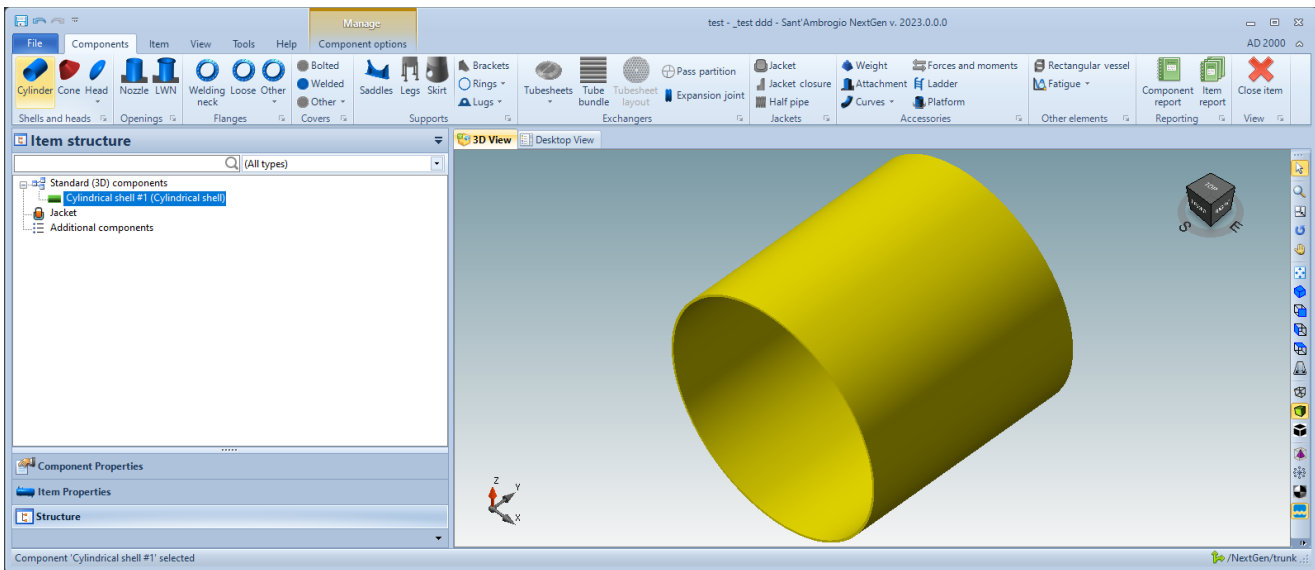 Manage
test - _test ddd - Sant'Ambrogio NextGen v. 2023.0.0.0
File Components Item View Tools Help Component options AD 2000
Cylinder Cone Head
Shells and heads
Nozzle LWN
Openings
Welding neck Loose Other
Flanges
Bolted
Welded
Other
Covers
Saddles Legs Skirt
Brackets
Rings
Lugs
Supports
Tubesheets Tube bundle Tubesheet layout
Pass partition
Expansion joint
Exchangers
Jacket
Jacket closure
Half pipe
Jackets
Weight Forces and moments
Attachment Ladder
Curves Platform
Accessories
Rectangular vessel
Fatigue
Other elements
Component report Item report
Reporting
Close item
View
Item structure
(All types)
Standard (3D) components
Cylindrical shell #1 (Cylindrical shell)
Jacket
Additional components
Component Properties
Item Properties
Structure
3D View Desktop View
TOP
S E
Z Y
X
Component 'Cylindrical shell #1' selected
/NextGen/trunk